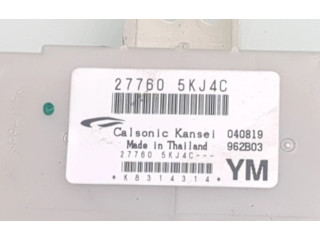 27760 5KJ4C
Calsonic Kansei 040819
Made in Thailand 962B03
27760 5KJ4C---
YM
*K8314314*